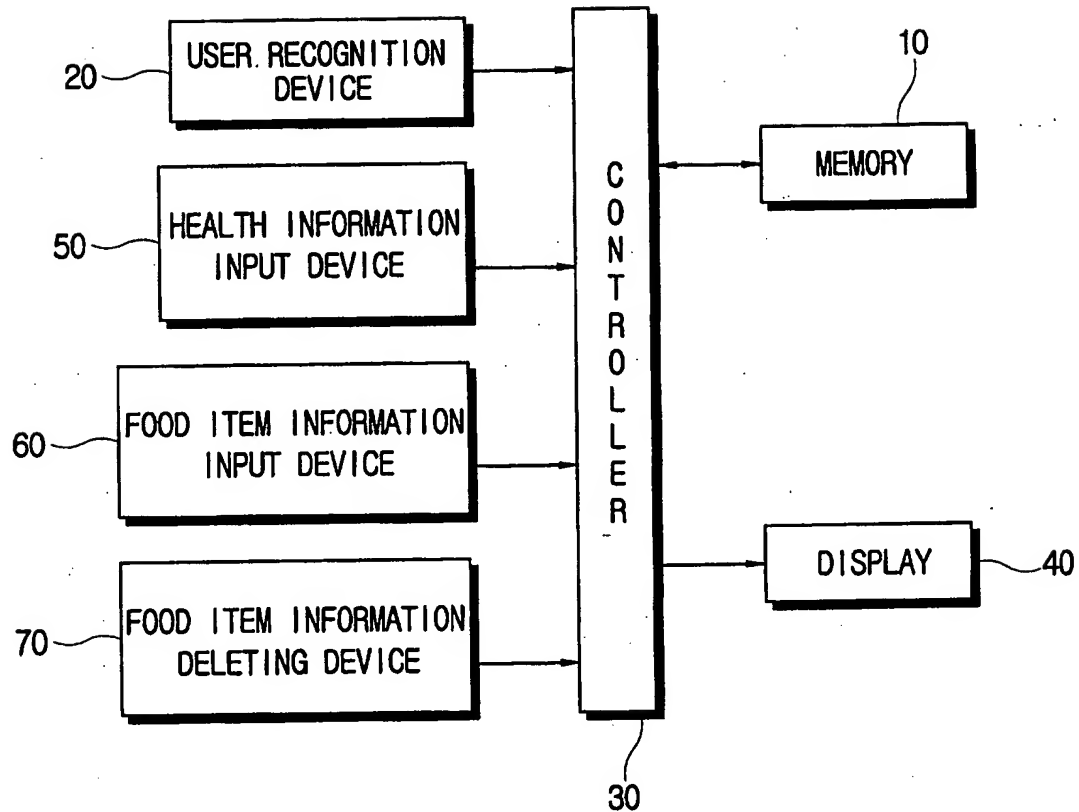 20
USER RECOGNITION
DEVICE
10
MEMORY
50
HEALTH INFORMATION
INPUT DEVICE
CONTROLLER
60
FOOD ITEM INFORMATION
INPUT DEVICE
DISPLAY
40
70
FOOD ITEM INFORMATION
DELETING DEVICE
30